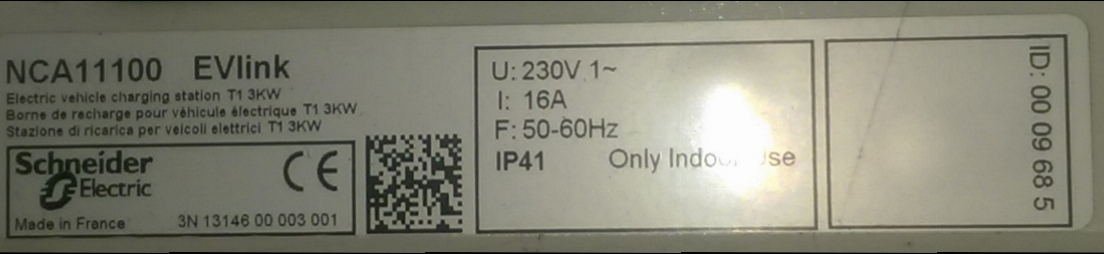 NCA11100 EVlink
Electric vehicle charging station T1 3KW
Borne de recharge pour véhicule électrique T1 3KW
Stazione di ricarica per veicoli elettrici T1 3KW
Schneider
Electric
CE
Made in France 3N 13146 00 003 001
U: 230V 1~
I: 16A
F: 50-60Hz
IP41 Only Indoor Use
ID: 00 09 68 5